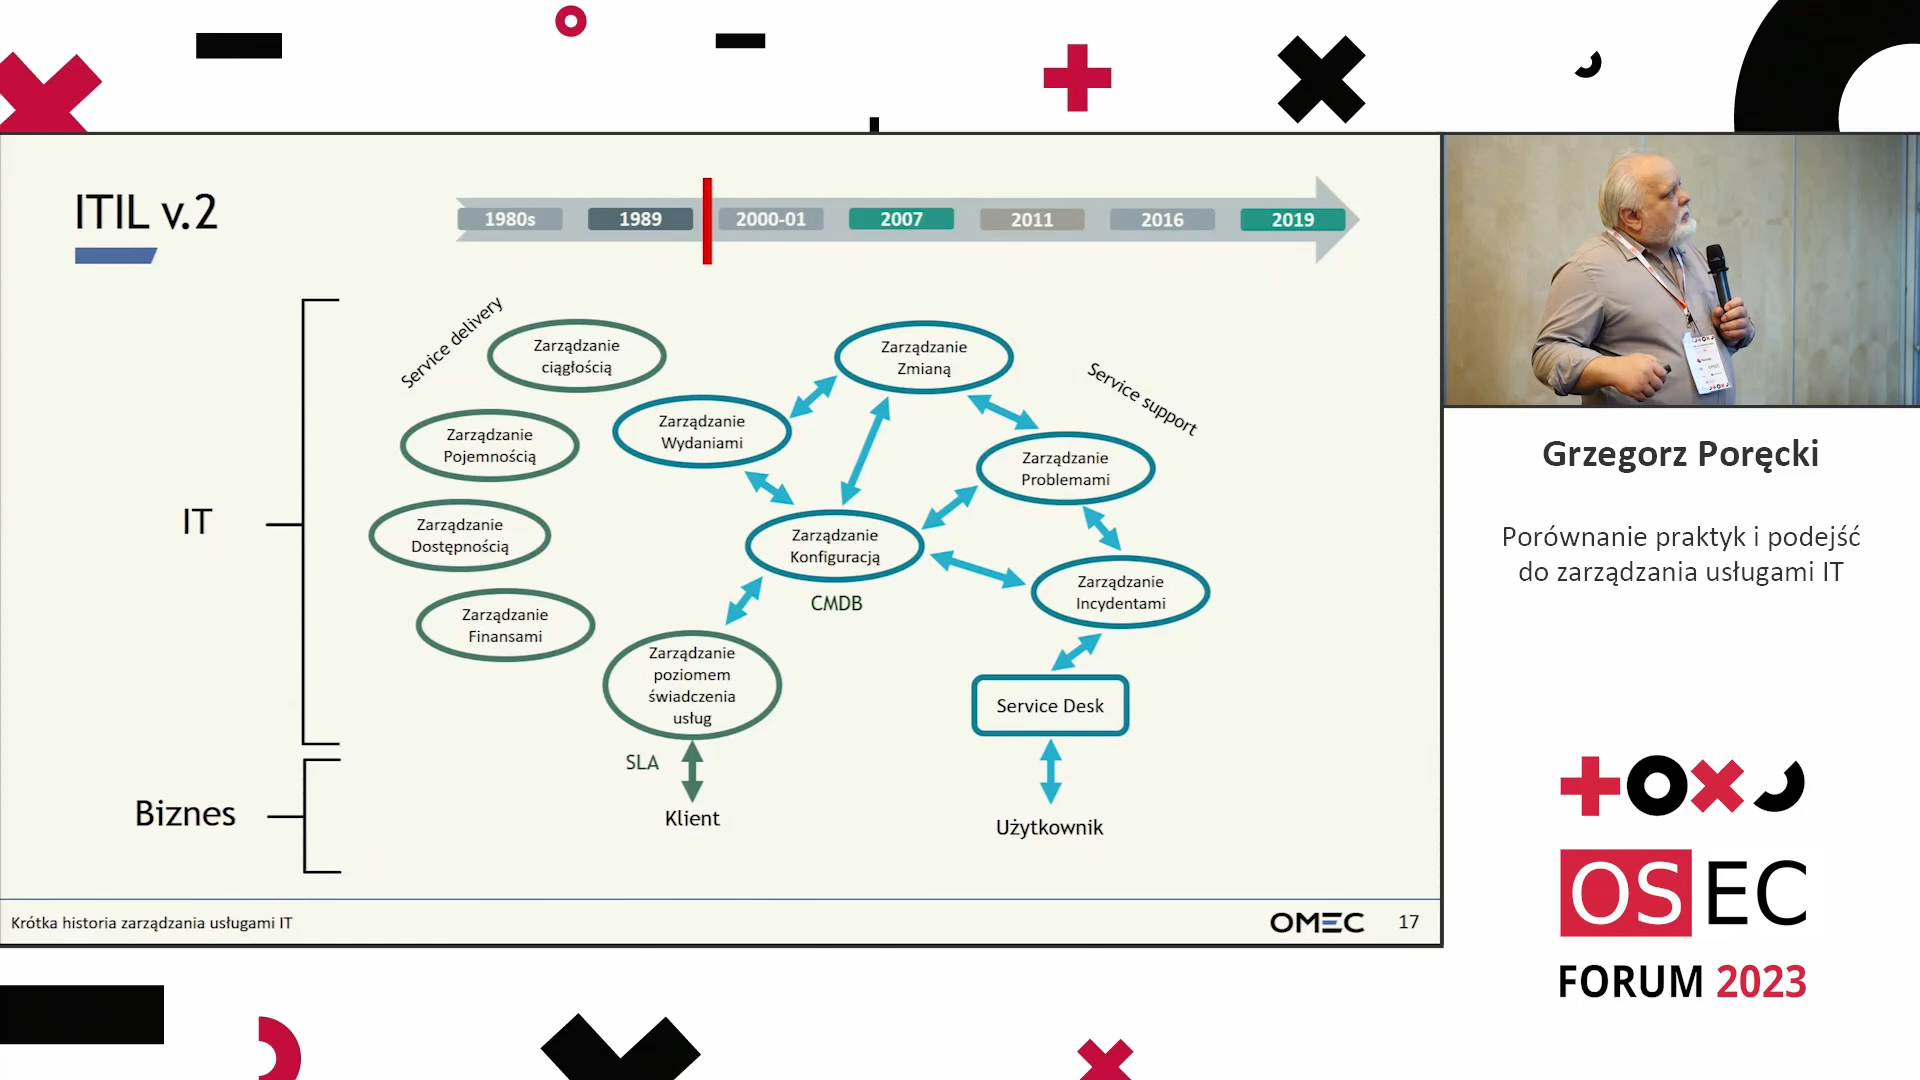 ITIL v.2
1980s
1989
2000-01
2007
2011
2016
2019
Service delivery
Zarządzanie
ciągłością
Zarządzanie
Zmianą
Service support
Zarządzanie
Wydaniami
Zarządzanie
Pojemnością
Zarządzanie
Problemami
IT
Zarządzanie
Dostępnością
Zarządzanie
Konfiguracją
CMDB
Zarządzanie
Incydentami
Zarządzanie
Finansami
Zarządzanie
poziomem
świadczenia
usług
Service Desk
SLA
Biznes
Klient
Użytkownik
Krótka historia zarządzania usługami IT
OMEC
17
Grzegorz Poręcki
Porównanie praktyk i podejść
do zarządzania usługami IT
OSEC
FORUM 2023